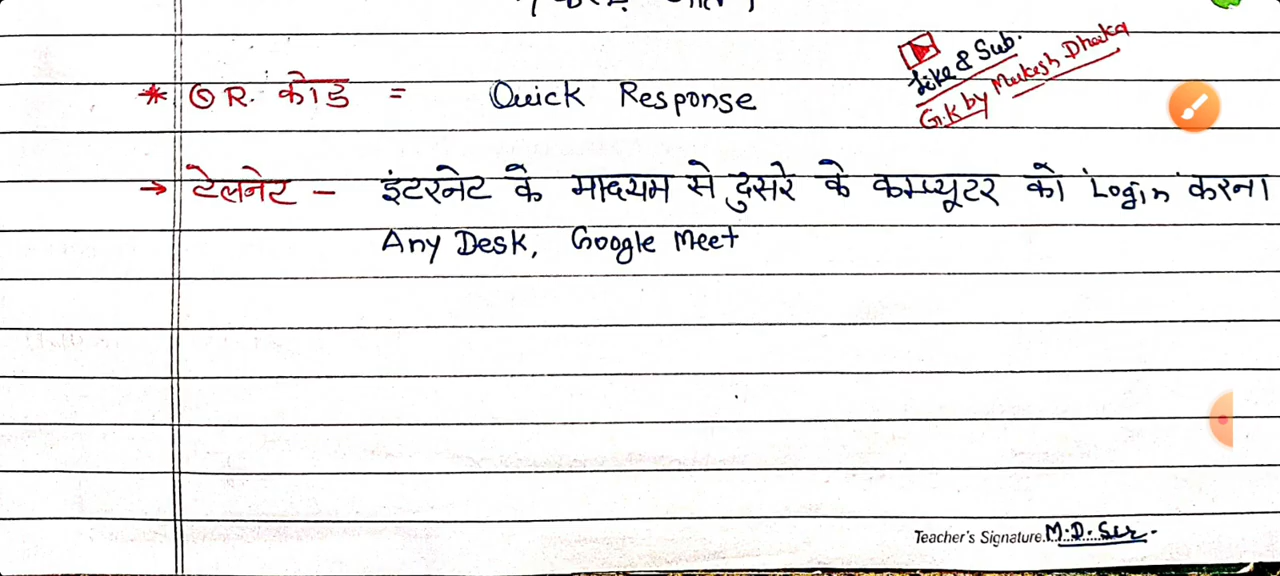 * Q R. कोड = Quick Response
Like & Sub.
G.K by Mukesh Dhaka
→ टेलनेट – इंटरनेट के माध्यम से दुसरे के कम्प्यूटर को 'Login' करना
Any Desk, Google Meet
Teacher's Signature M.D. Sir.